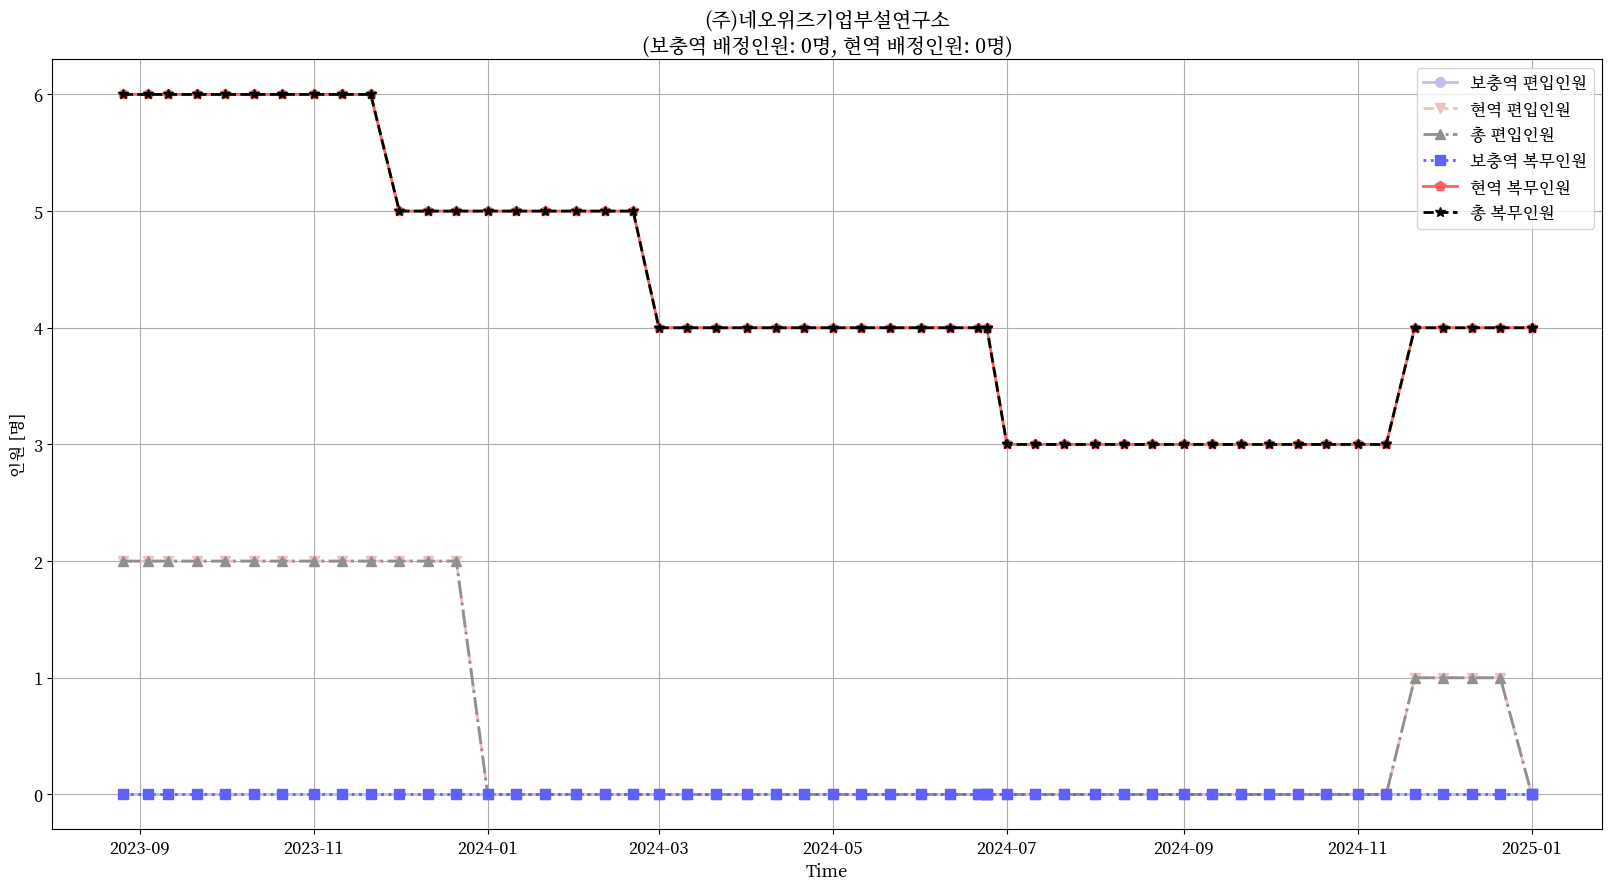 (주)네오위즈기업부설연구소
(보충역 배정인원: 0명, 현역 배정인원: 0명)
보충역 편입인원
현역 편입인원
총 편입인원
보충역 복무인원
현역 복무인원
총 복무인원
인원 [명]
6
5
4
3
2
1
0
2023-09
2023-11
2024-01
2024-03
2024-05
2024-07
2024-09
2024-11
2025-01
Time